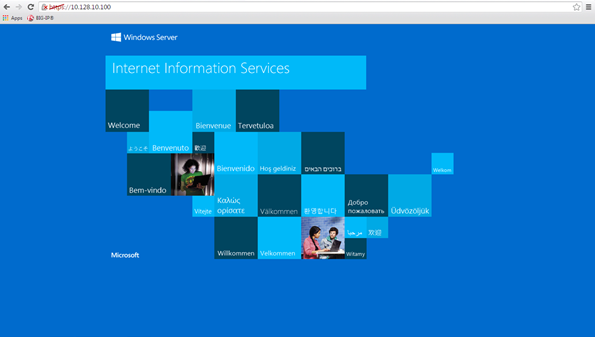 https://10.128.10.100
Apps BIG-IP®
Windows Server
Internet Information Services
Welcome
Bienvenue
Tervetuloa
ようこそ
Benvenuto
歡迎
Bienvenido
Hoş geldiniz
ברוכים הבאים
Welkom
Bem-vindo
Vítejte
Καλώς
ορίσατε
Välkommen
환영합니다
Добро
пожаловать
Üdvözöljük
مرحبا
欢迎
Microsoft
Willkommen
Velkommen
Witamy